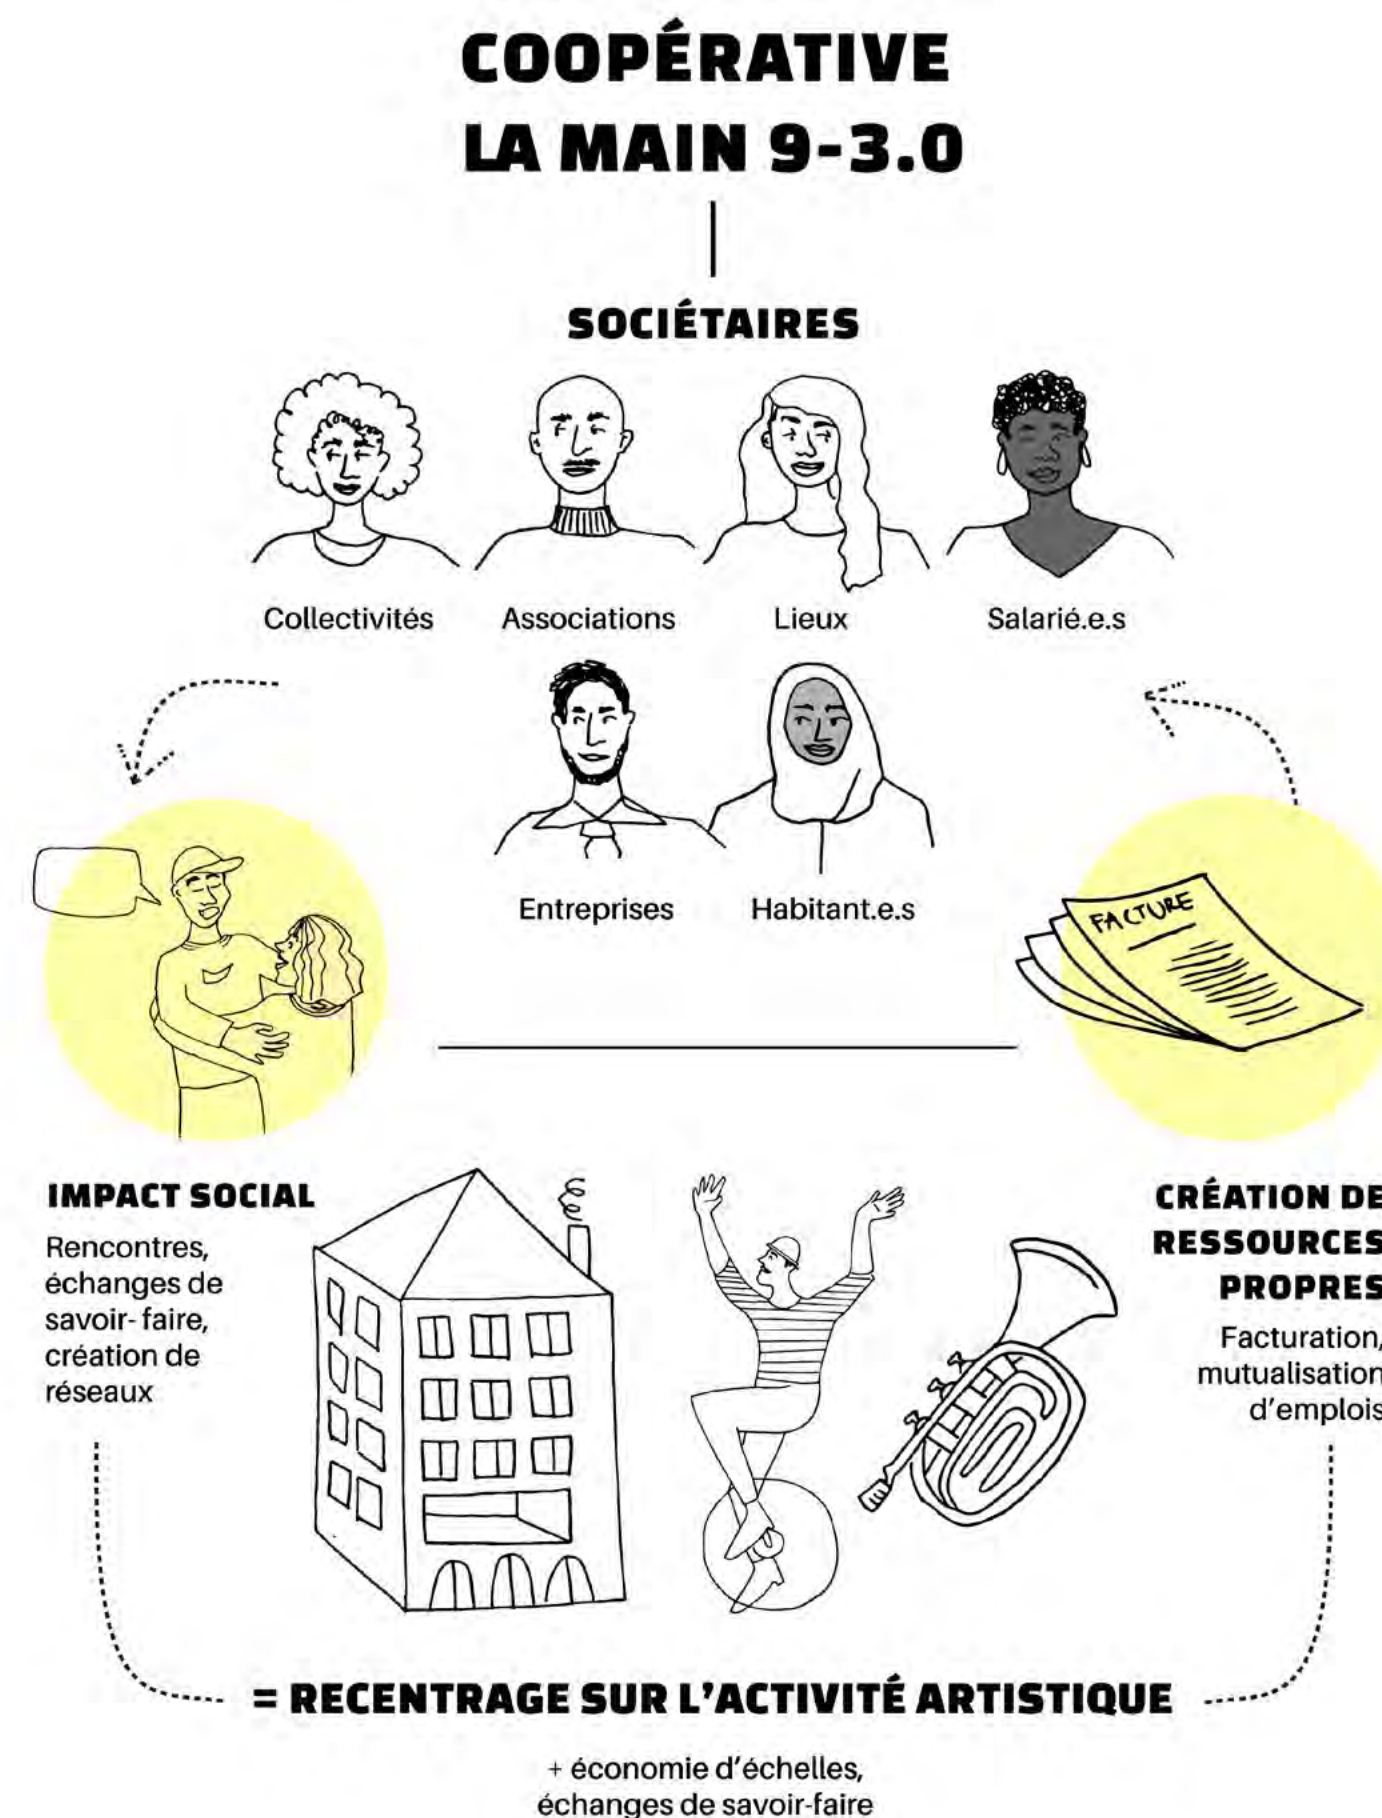 COOPÉRATIVE
LA MAIN 9-3.0
SOCIÉTAIRES
Collectivités
Associations
Lieux
Salarié.e.s
Entreprises
Habitant.e.s
FACTURE
IMPACT SOCIAL
Rencontres,
échanges de
savoir- faire,
création de
réseaux
CRÉATION DE
RESSOURCES
PROPRES
Facturation,
mutualisation
d'emplois
= RECENTRAGE SUR L'ACTIVITÉ ARTISTIQUE
+ économie d'échelles,
échanges de savoir-faire